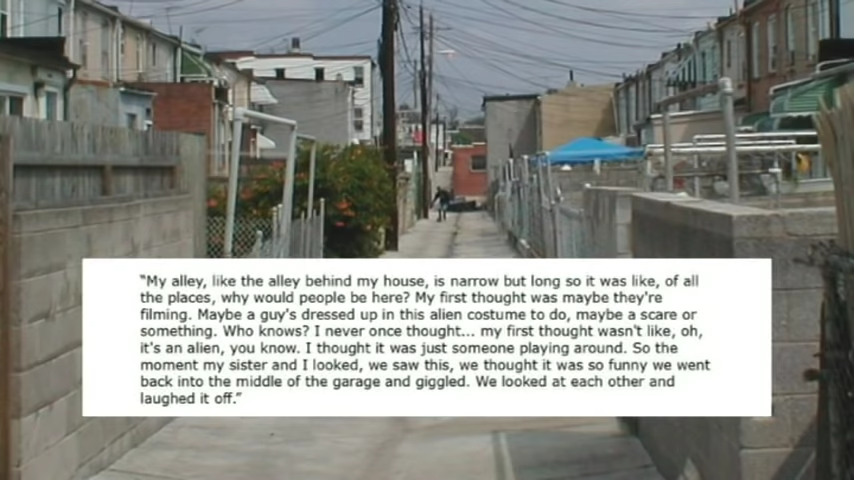 "My alley, like the alley behind my house, is narrow but long so it was like, of all
the places, why would people be here? My first thought was maybe they're
filming. Maybe a guy's dressed up in this alien costume to do, maybe a scare or
something. Who knows? I never once thought... my first thought wasn't like, oh,
it's an alien, you know. I thought it was just someone playing around. So the
moment my sister and I looked, we saw this, we thought it was so funny we went
back into the middle of the garage and giggled. We looked at each other and
laughed it off."